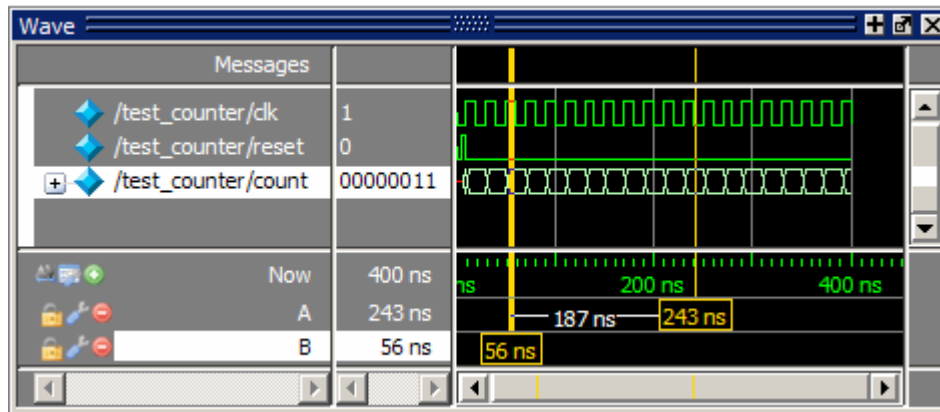 Wave
Messages
/test_counter/clk 1
/test_counter/reset 0
/test_counter/count 00000011
Now 400 ns ns 200 ns 400 ns
A 243 ns 187 ns 243 ns
B 56 ns 56 ns